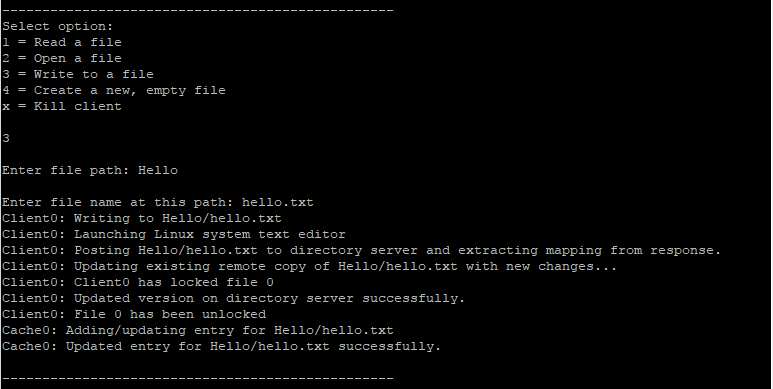 -------------------------------------------------
Select option:
1 = Read a file
2 = Open a file
3 = Write to a file
4 = Create a new, empty file
x = Kill client
3
Enter file path: Hello
Enter file name at this path: hello.txt
Client0: Writing to Hello/hello.txt
Client0: Launching Linux system text editor
Client0: Posting Hello/hello.txt to directory server and extracting mapping from response.
Client0: Updating existing remote copy of Hello/hello.txt with new changes...
Client0: Client0 has locked file 0
Client0: Updated version on directory server successfully.
Client0: File 0 has been unlocked
Cache0: Adding/updating entry for Hello/hello.txt
Cache0: Updated entry for Hello/hello.txt successfully.
-------------------------------------------------